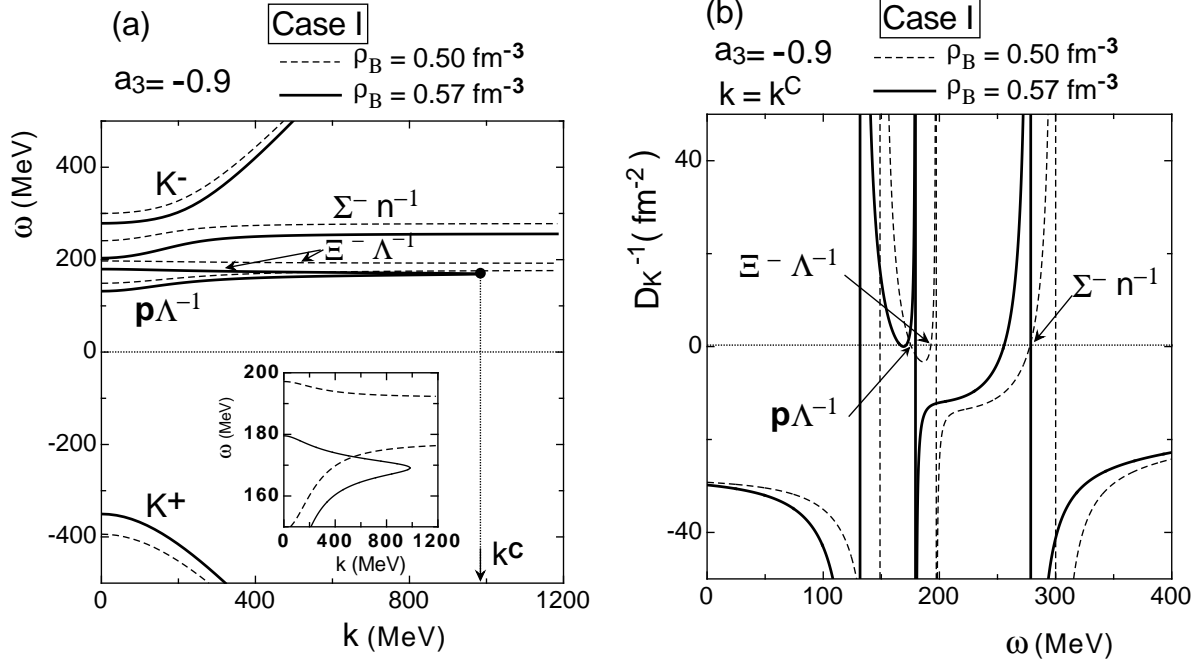 (a)
Case I
a3= -0.9
ρB = 0.50 fm-3
ρB = 0.57 fm-3
ω (MeV)
400
200
0
-200
-400
K-
Σ− n−1
Ξ− Λ−1
pΛ−1
K+
kC
0
400
800
1200
k (MeV)
200
180
160
ω (MeV)
0
400
800
1200
k (MeV)
(b)
Case I
a3= -0.9
k = kC
ρB = 0.50 fm-3
ρB = 0.57 fm-3
DK-1 ( fm-2)
40
0
-40
Ξ− Λ−1
Σ− n−1
pΛ−1
0
100
200
300
400
ω (MeV)